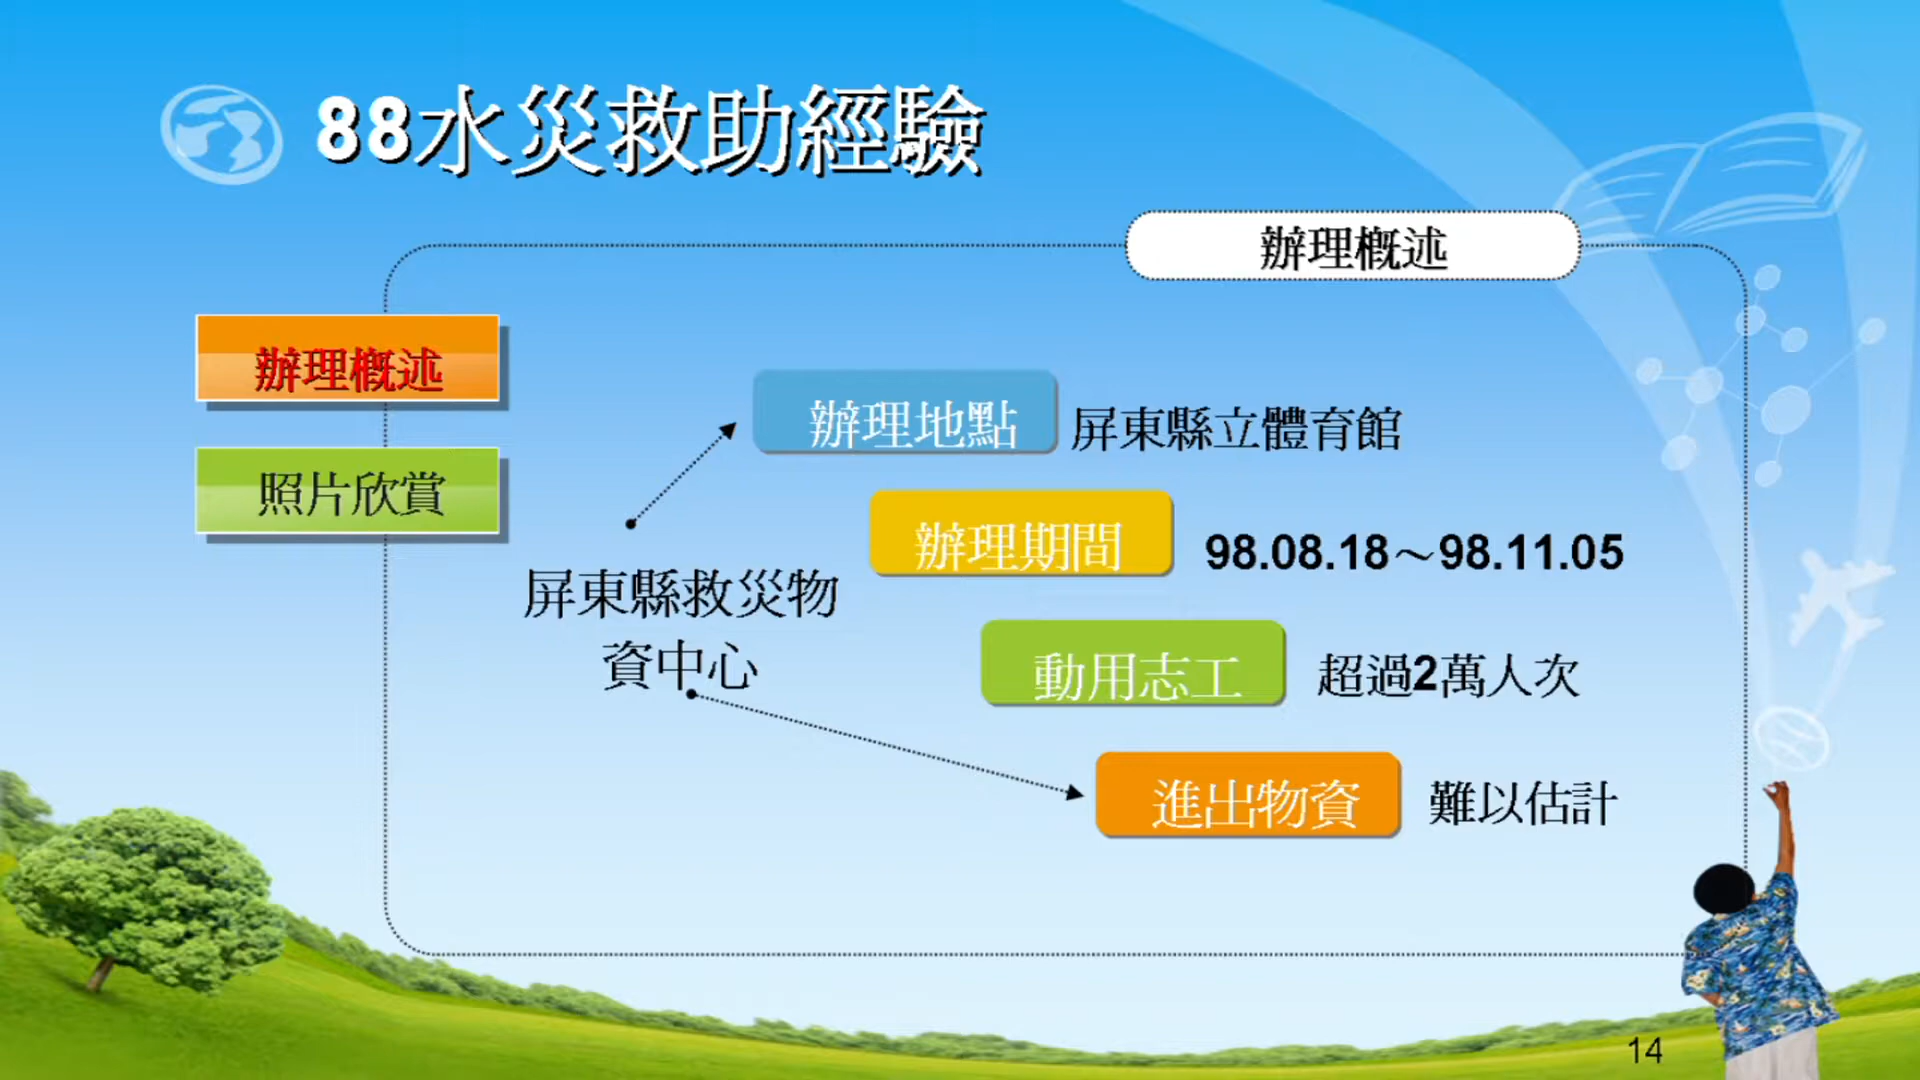 88水災救助經驗
辦理概述
辦理概述
照片欣賞
辦理地點 屏東縣立體育館
辦理期間 98.08.18～98.11.05
屏東縣救災物
資中心
動用志工 超過2萬人次
進出物資 難以估計
14